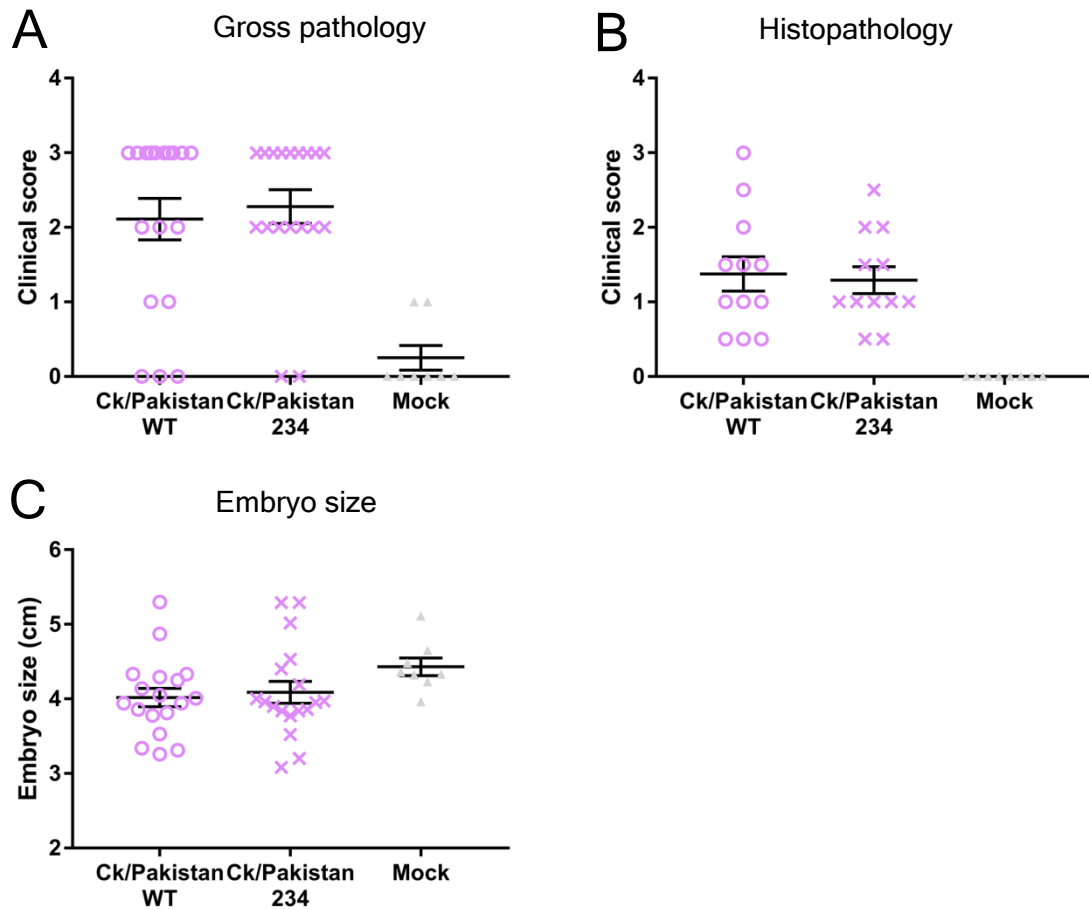 A
Gross pathology
Clinical score
4
3
2
1
0
Ck/Pakistan
WT
Ck/Pakistan
234
Mock
B
Histopathology
Clinical score
4
3
2
1
0
Ck/Pakistan
WT
Ck/Pakistan
234
Mock
C
Embryo size
Embryo size (cm)
6
5
4
3
2
Ck/Pakistan
WT
Ck/Pakistan
234
Mock